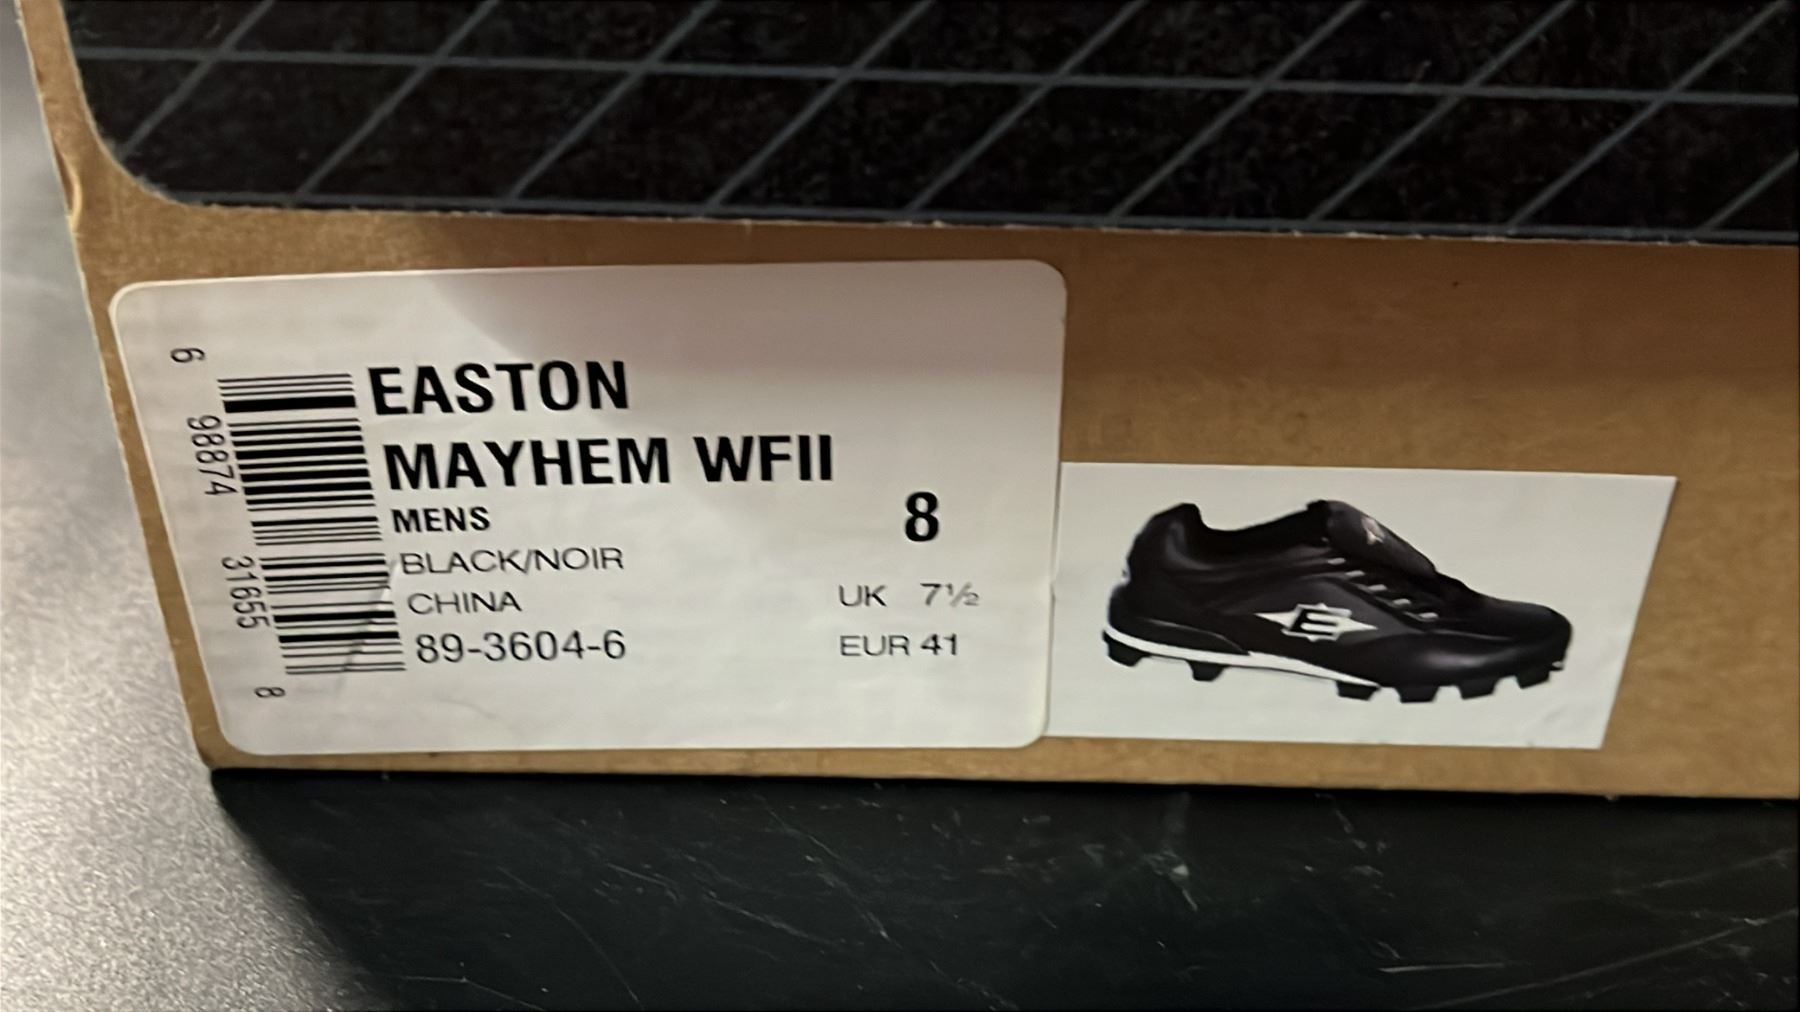 EASTON
MAYHEM WFII
MENS
8
BLACK/NOIR
CHINA
UK 7½
89-3604-6
EUR 41
6 98874 31655 8
E